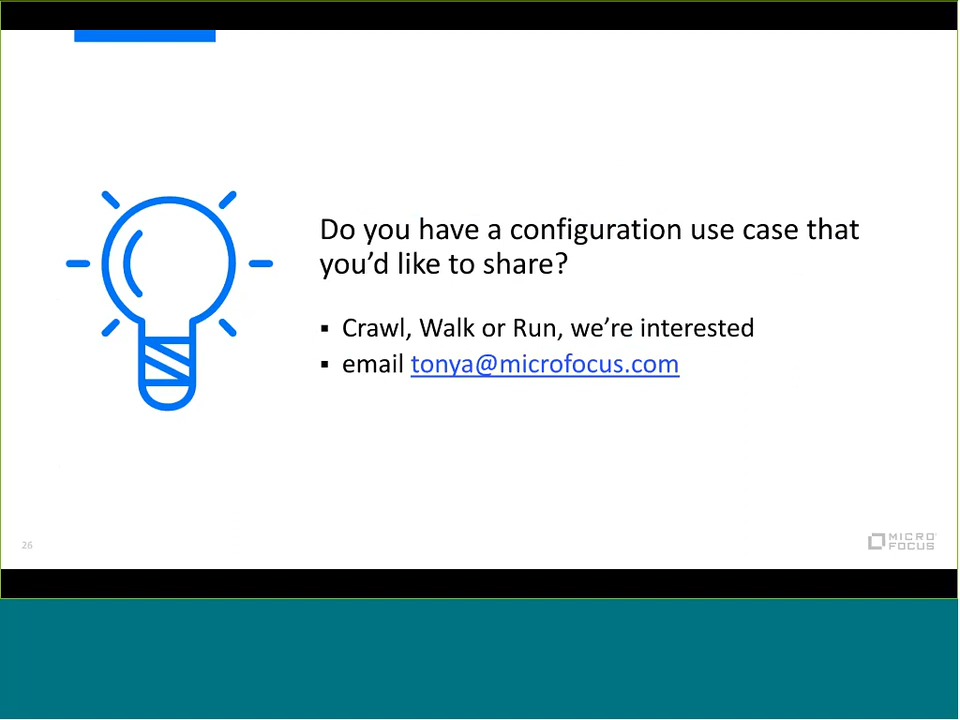 Do you have a configuration use case that
you’d like to share?
▪ Crawl, Walk or Run, we’re interested
▪ email tonya@microfocus.com
26
MICRO
FOCUS